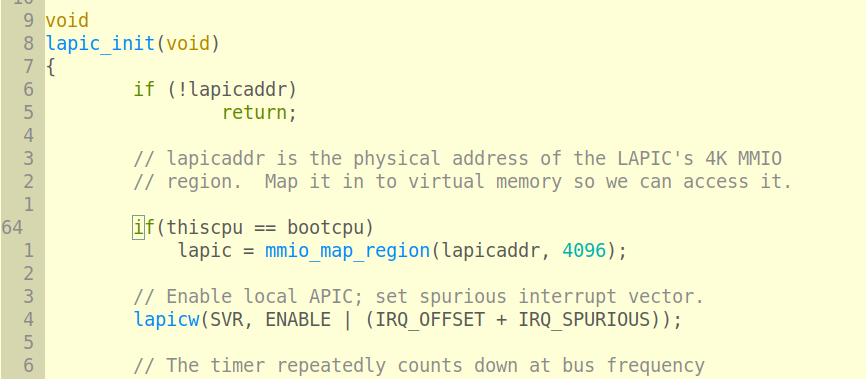 10
9 void
8 lapic_init(void)
7 {
6         if (!lapicaddr)
5                 return;
4
3         // lapicaddr is the physical address of the LAPIC's 4K MMIO
2         // region.  Map it in to virtual memory so we can access it.
1
64        if(thiscpu == bootcpu)
1             lapic = mmio_map_region(lapicaddr, 4096);
2
3         // Enable local APIC; set spurious interrupt vector.
4         lapicw(SVR, ENABLE | (IRQ_OFFSET + IRQ_SPURIOUS));
5
6         // The timer repeatedly counts down at bus frequency